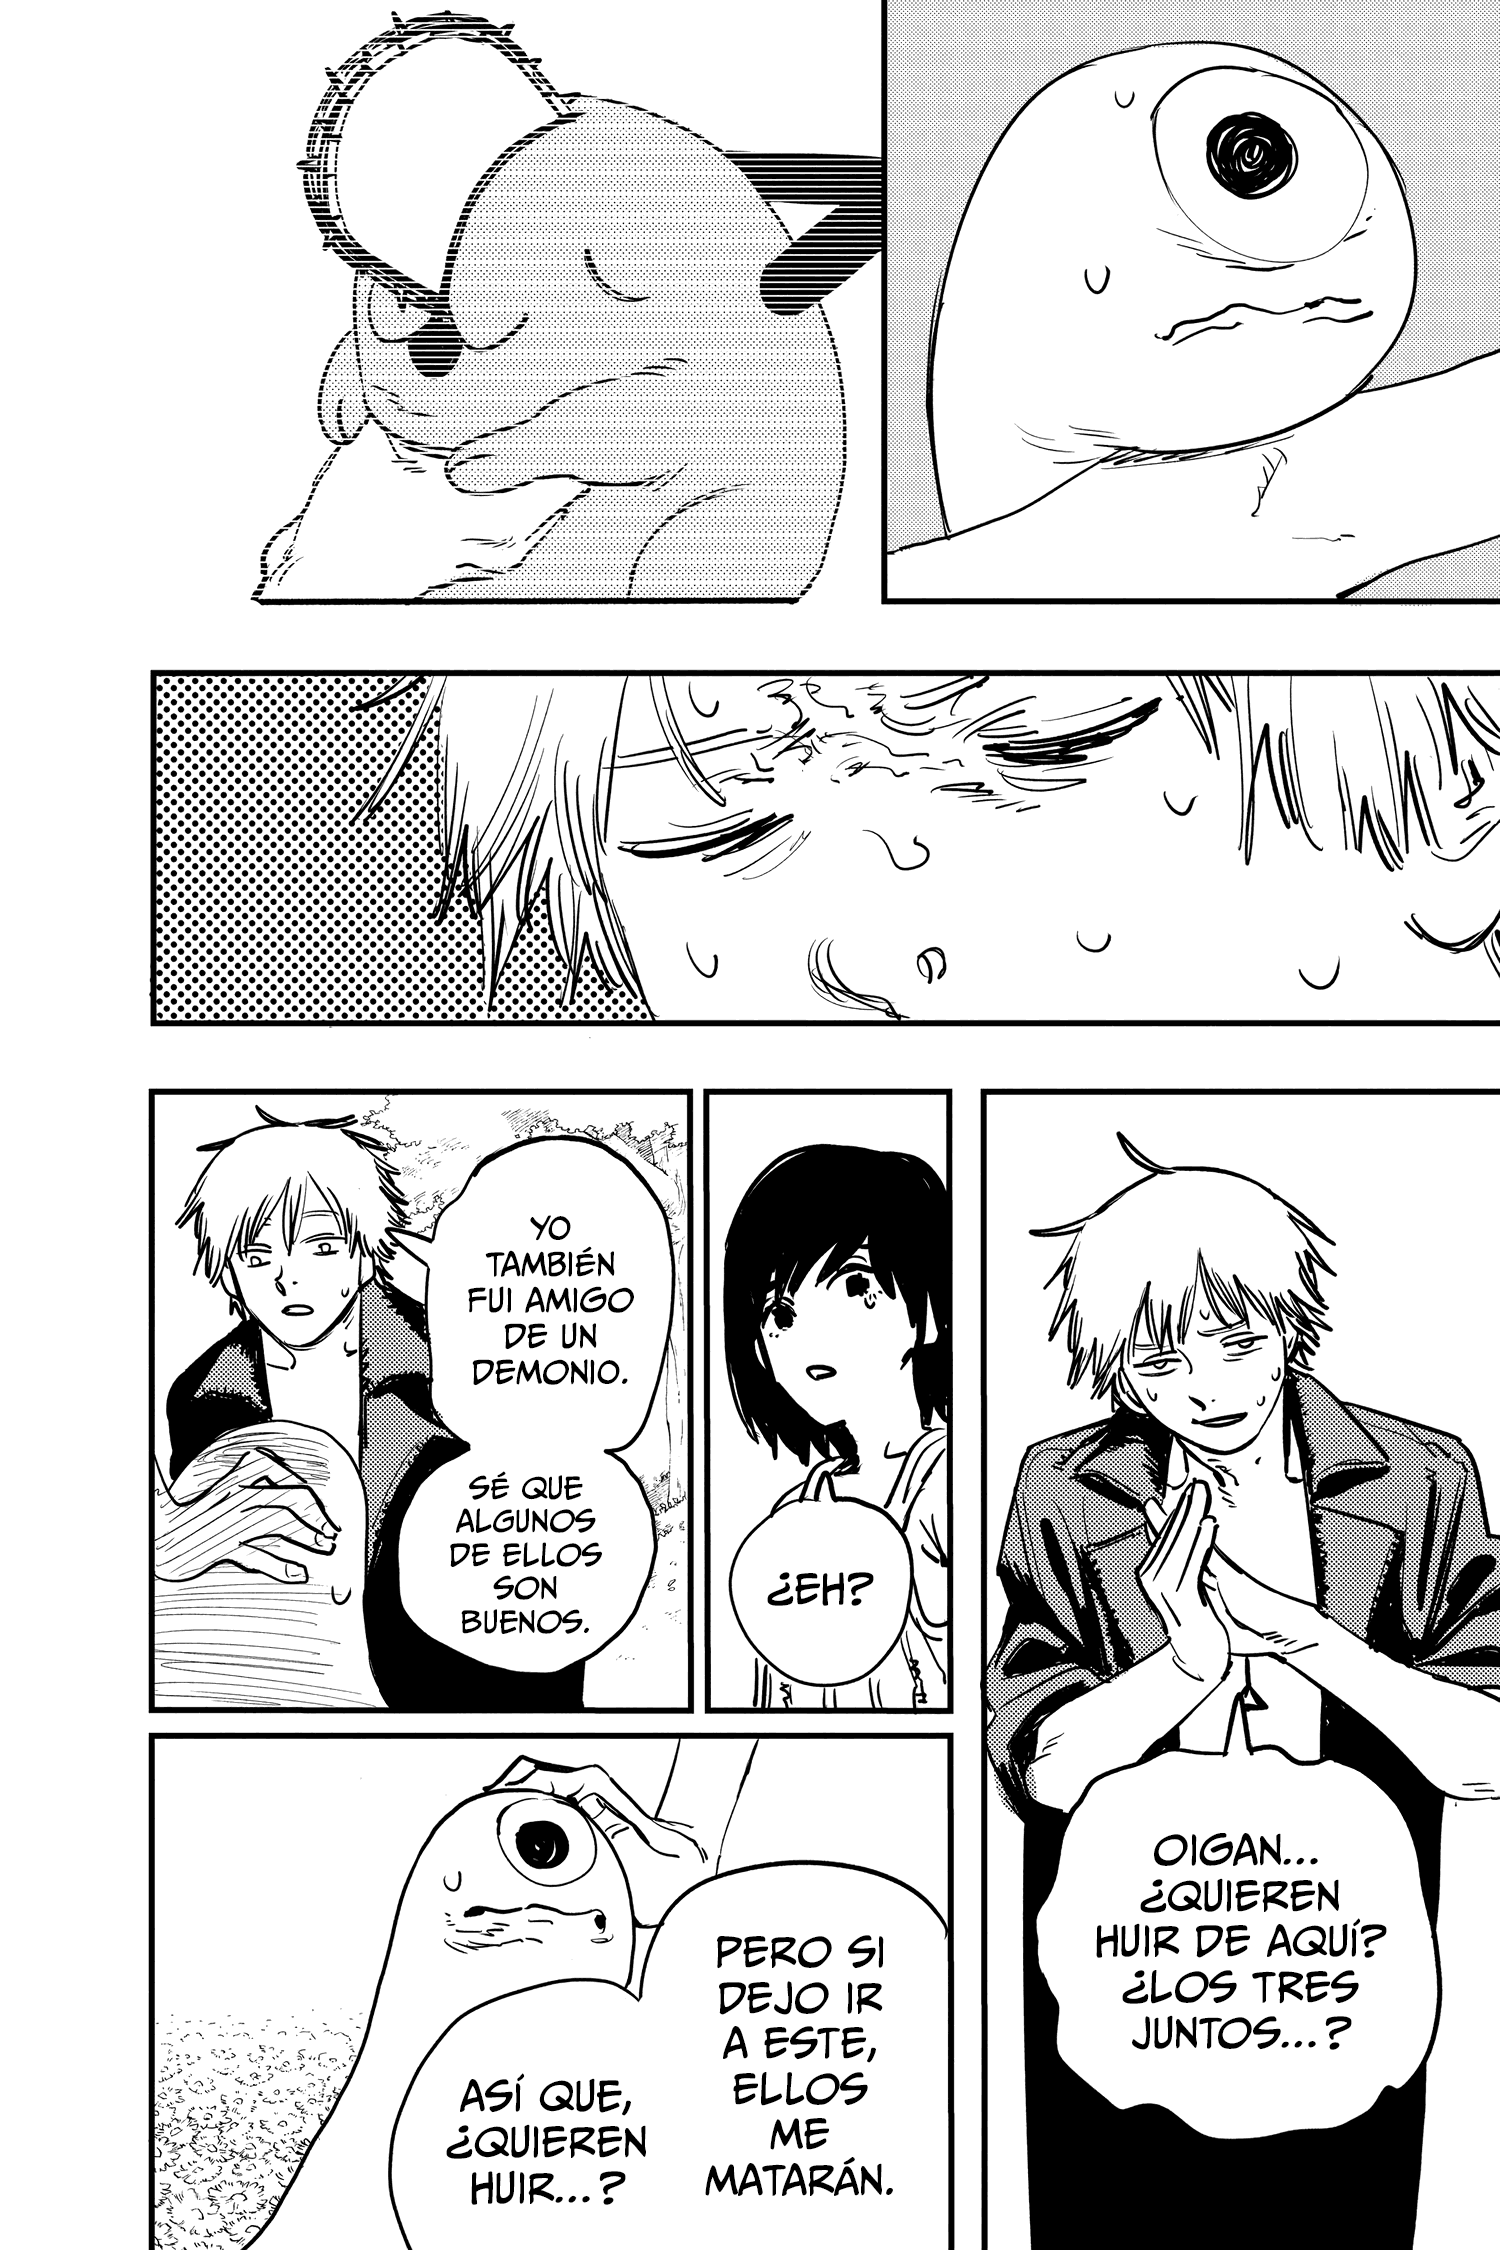 OIGAN...
¿QUIEREN
HUIR DE AQUÍ?
¿LOS TRES
JUNTOS...?
¿EH?
YO
TAMBIÉN
FUI AMIGO
DE UN
DEMONIO.
SÉ QUE
ALGUNOS
DE ELLOS
SON
BUENOS.
PERO SI
DEJO IR
A ESTE,
ELLOS
ME
MATARÁN.
ASÍ QUE,
¿QUIEREN
HUIR...?